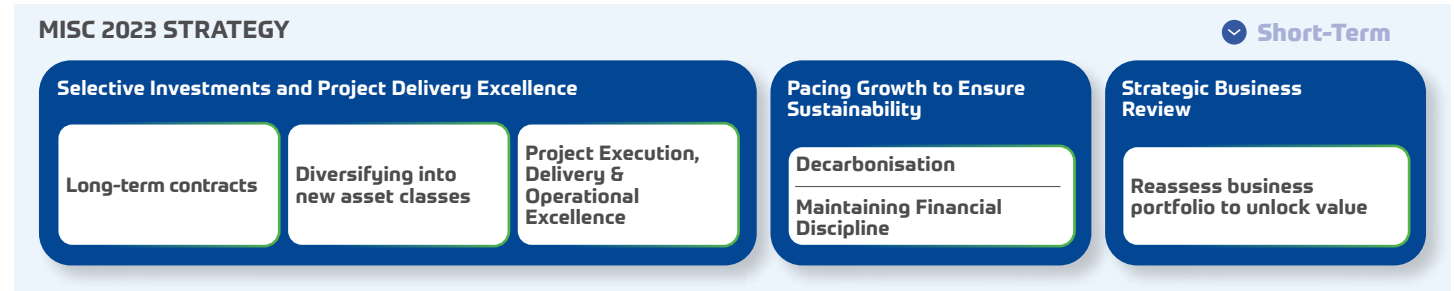 MISC 2023 STRATEGY
Short-Term
Selective Investments and Project Delivery Excellence
Long-term contracts
Diversifying into
new asset classes
Project Execution,
Delivery &
Operational
Excellence
Pacing Growth to Ensure
Sustainability
Decarbonisation
Maintaining Financial
Discipline
Strategic Business
Review
Reassess business
portfolio to unlock value